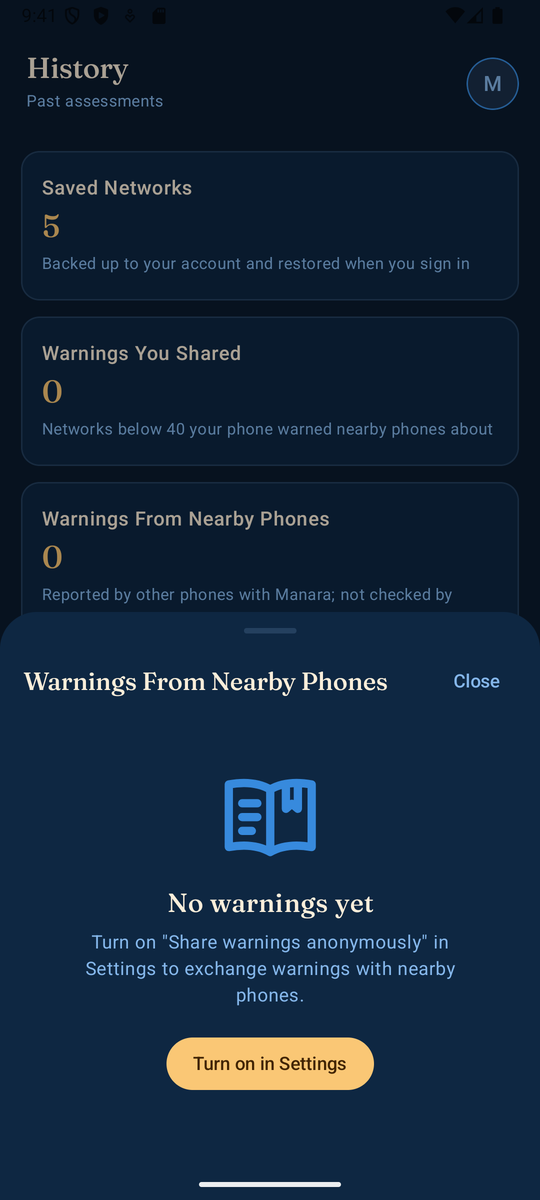 9:41
History
Past assessments
M
Saved Networks
5
Backed up to your account and restored when you sign in
Warnings You Shared
0
Networks below 40 your phone warned nearby phones about
Warnings From Nearby Phones
0
Reported by other phones with Manara; not checked by
Warnings From Nearby Phones
Close
No warnings yet
Turn on "Share warnings anonymously" in
Settings to exchange warnings with nearby
phones.
Turn on in Settings